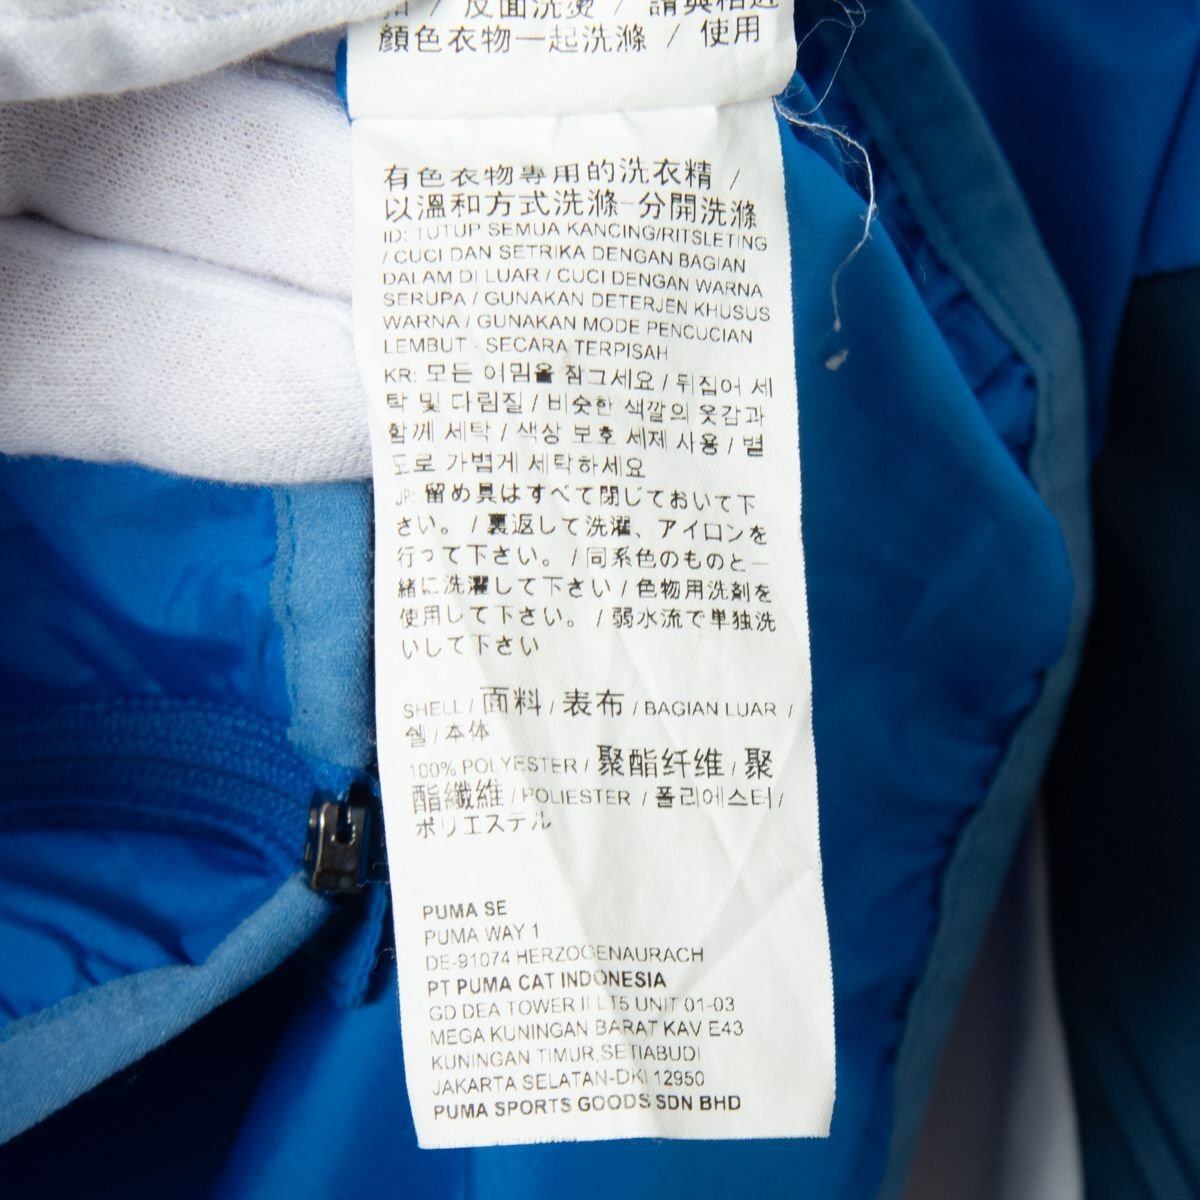 扣 / 反面洗燙 / 請與相近
顏色衣物一起洗滌 / 使用
有色衣物專用的洗衣精 /
以溫和方式洗滌-分開洗滌
ID: TUTUP SEMUA KANCING/RITSLETING
/ CUCI DAN SETRIKA DENGAN BAGIAN
DALAM DI LUAR / CUCI DENGAN WARNA
SERUPA / GUNAKAN DETERJEN KHUSUS
WARNA / GUNAKAN MODE PENCUCIAN
LEMBUT - SECARA TERPISAH
KR: 모든 여밈을 잠그세요 / 뒤집어 세
탁 및 다림질 / 비슷한 색깔의 옷감과
함께 세탁 / 색상 보호 세제 사용 / 별
도로 가볍게 세탁하세요
JP: 留め具はすべて閉じておいて下
さい。 / 裏返して洗濯、アイロンを
行って下さい。 / 同系色のものと一
緒に洗濯して下さい / 色物用洗剤を
使用して下さい。 / 弱水流で単独洗
いして下さい
SHELL / 面料 / 表布 / BAGIAN LUAR /
쉘 / 本体
100% POLYESTER / 聚酯纤维 / 聚
酯纖維 / POLIESTER / 폴리에스터 /
ポリエステル
PUMA SE
PUMA WAY 1
DE-91074 HERZOGENAURACH
PT PUMA CAT INDONESIA
GD DEA TOWER II LT5 UNIT 01-03
MEGA KUNINGAN BARAT KAV E43
KUNINGAN TIMUR,SETIABUDI
JAKARTA SELATAN-DKI 12950
PUMA SPORTS GOODS SDN BHD